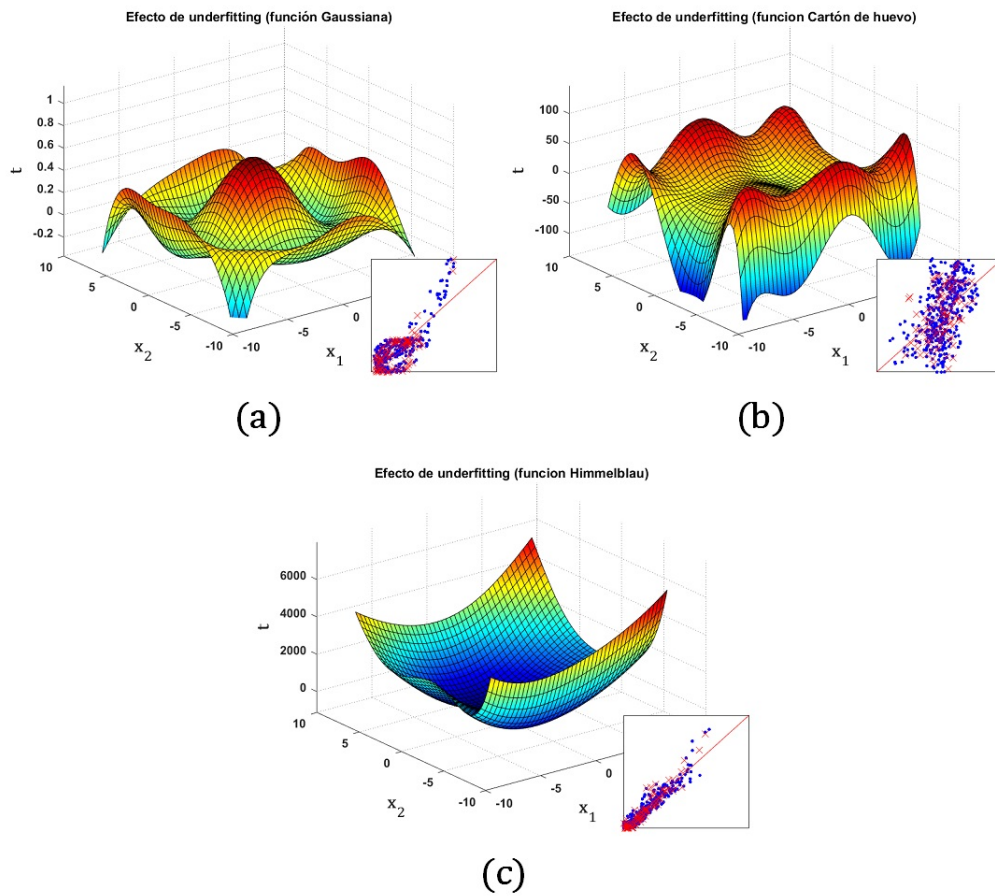 Efecto de underfitting (función Gaussiana)
1
0.8
0.6
0.4
0.2
0
-0.2
t
10
5
0
-5
-10
x2
-10
-5
0
x1
(a)
Efecto de underfitting (funcion Cartón de huevo)
100
50
0
-50
-100
t
10
5
0
-5
-10
x2
-10
-5
0
x1
(b)
Efecto de underfitting (funcion Himmelblau)
6000
4000
2000
0
t
10
5
0
-5
-10
x2
-10
-5
0
x1
(c)